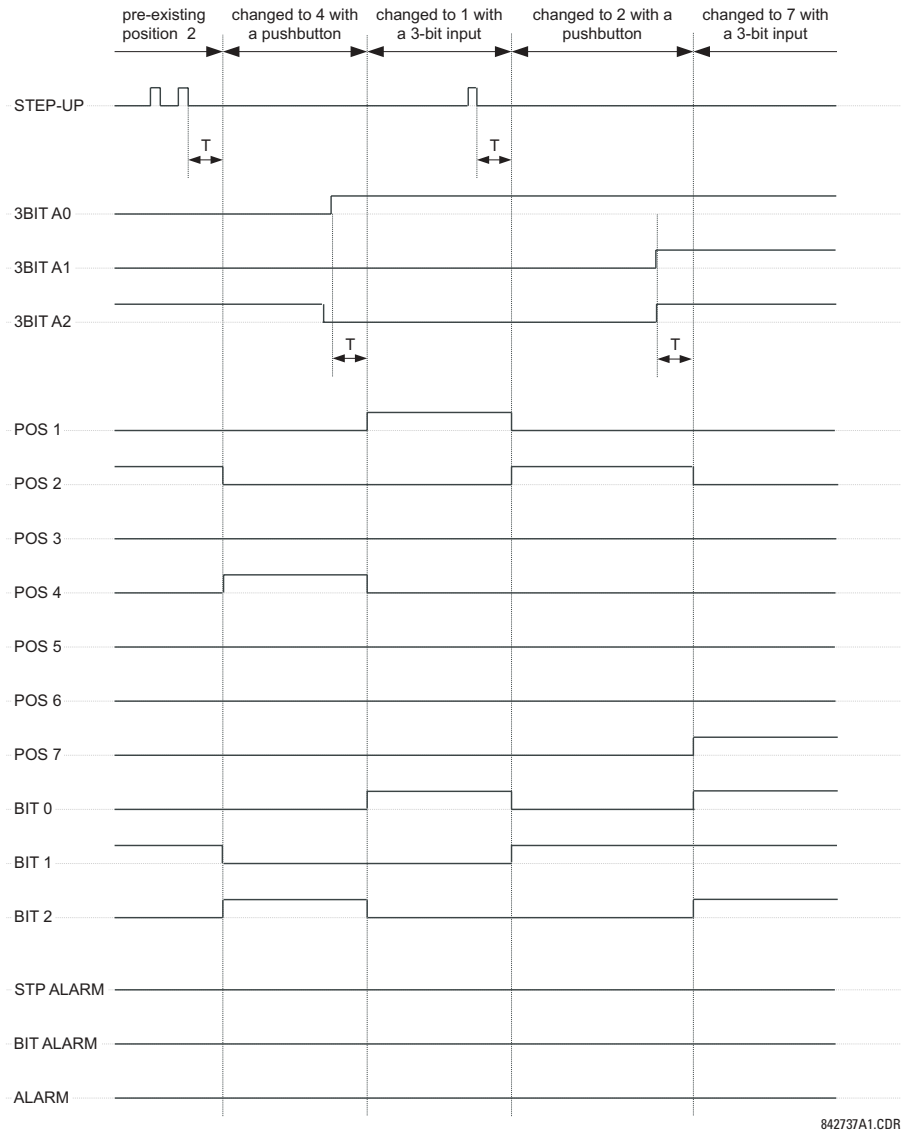 pre-existing
position 2
changed to 4 with
a pushbutton
changed to 1 with
a 3-bit input
changed to 2 with a
pushbutton
changed to 7 with
a 3-bit input
STEP-UP
T
T
3BIT A0
3BIT A1
3BIT A2
T
T
POS 1
POS 2
POS 3
POS 4
POS 5
POS 6
POS 7
BIT 0
BIT 1
BIT 2
STP ALARM
BIT ALARM
ALARM
842737A1.CDR